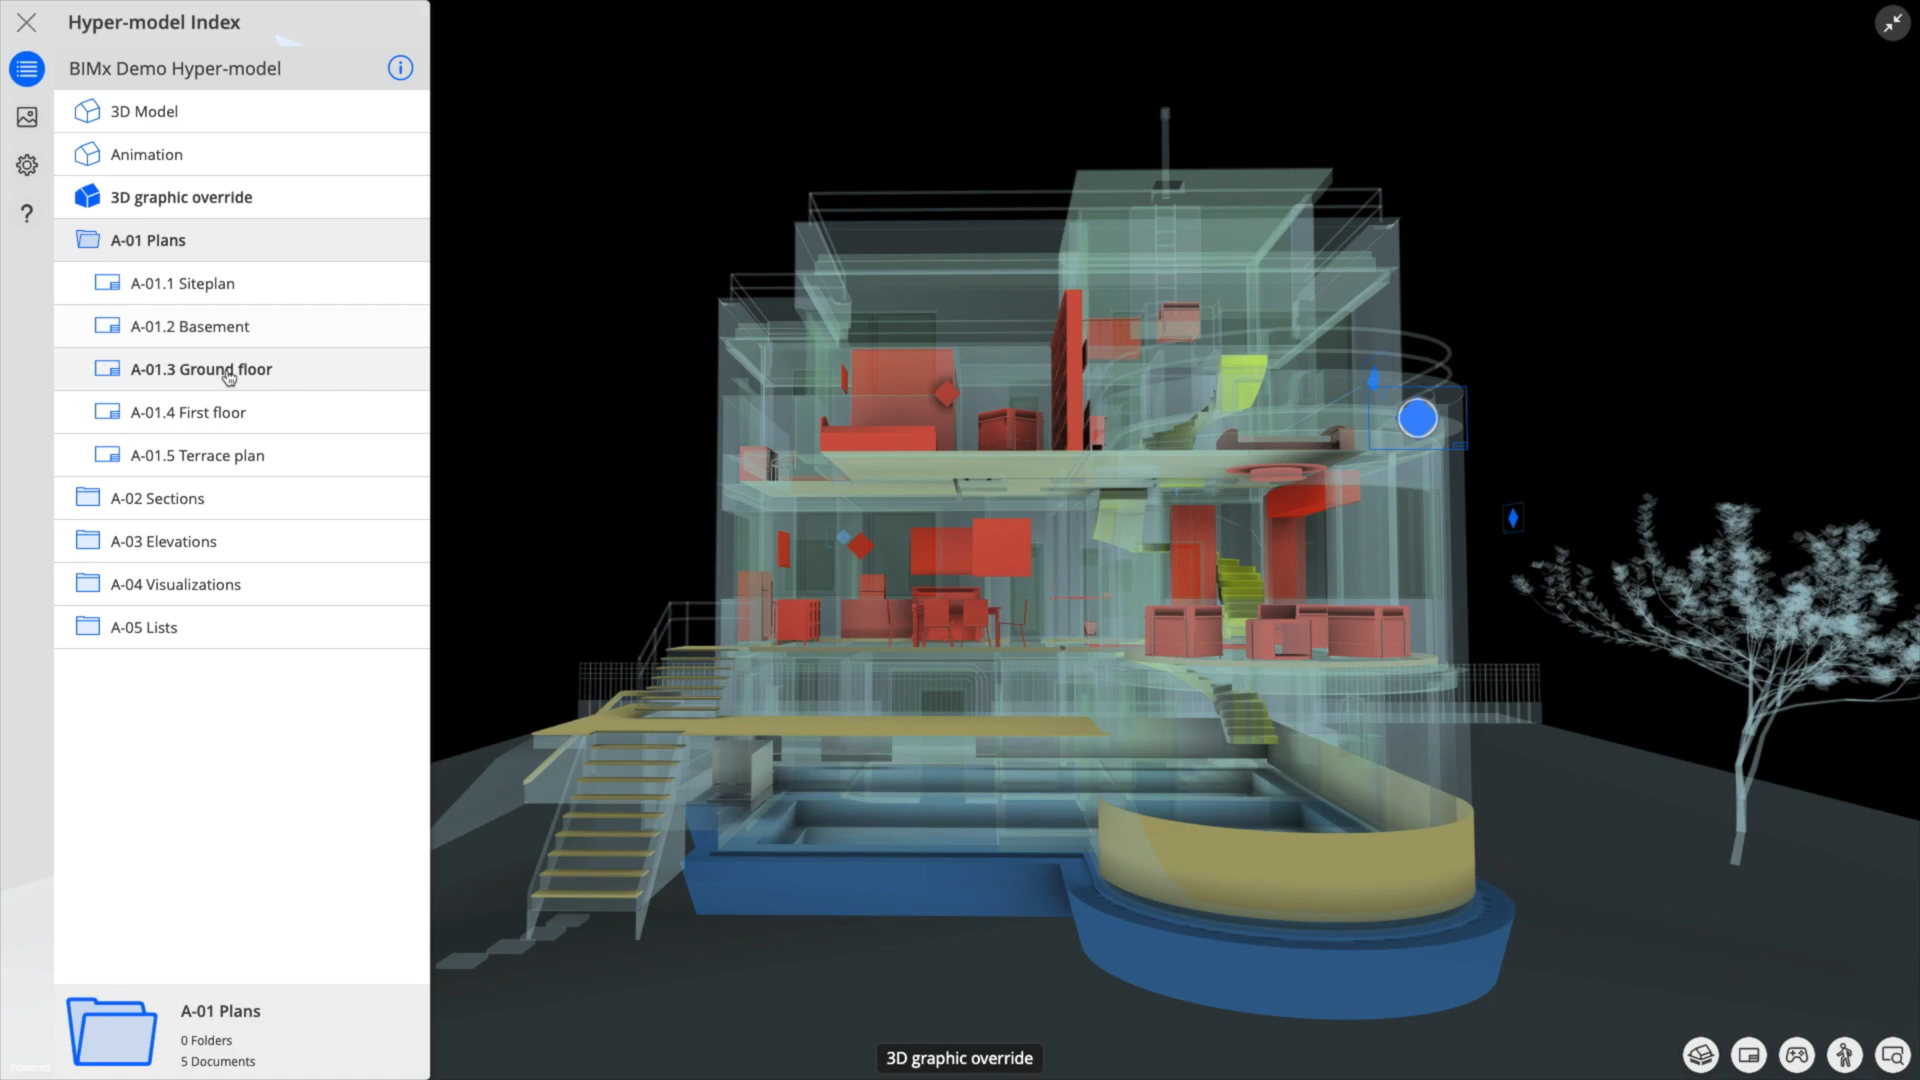 Hyper-model Index
BIMx Demo Hyper-model
3D Model
Animation
3D graphic override
A-01 Plans
A-01.1 Siteplan
A-01.2 Basement
A-01.3 Ground floor
A-01.4 First floor
A-01.5 Terrace plan
A-02 Sections
A-03 Elevations
A-04 Visualizations
A-05 Lists
A-01 Plans
0 Folders
5 Documents
Powered
3D graphic override